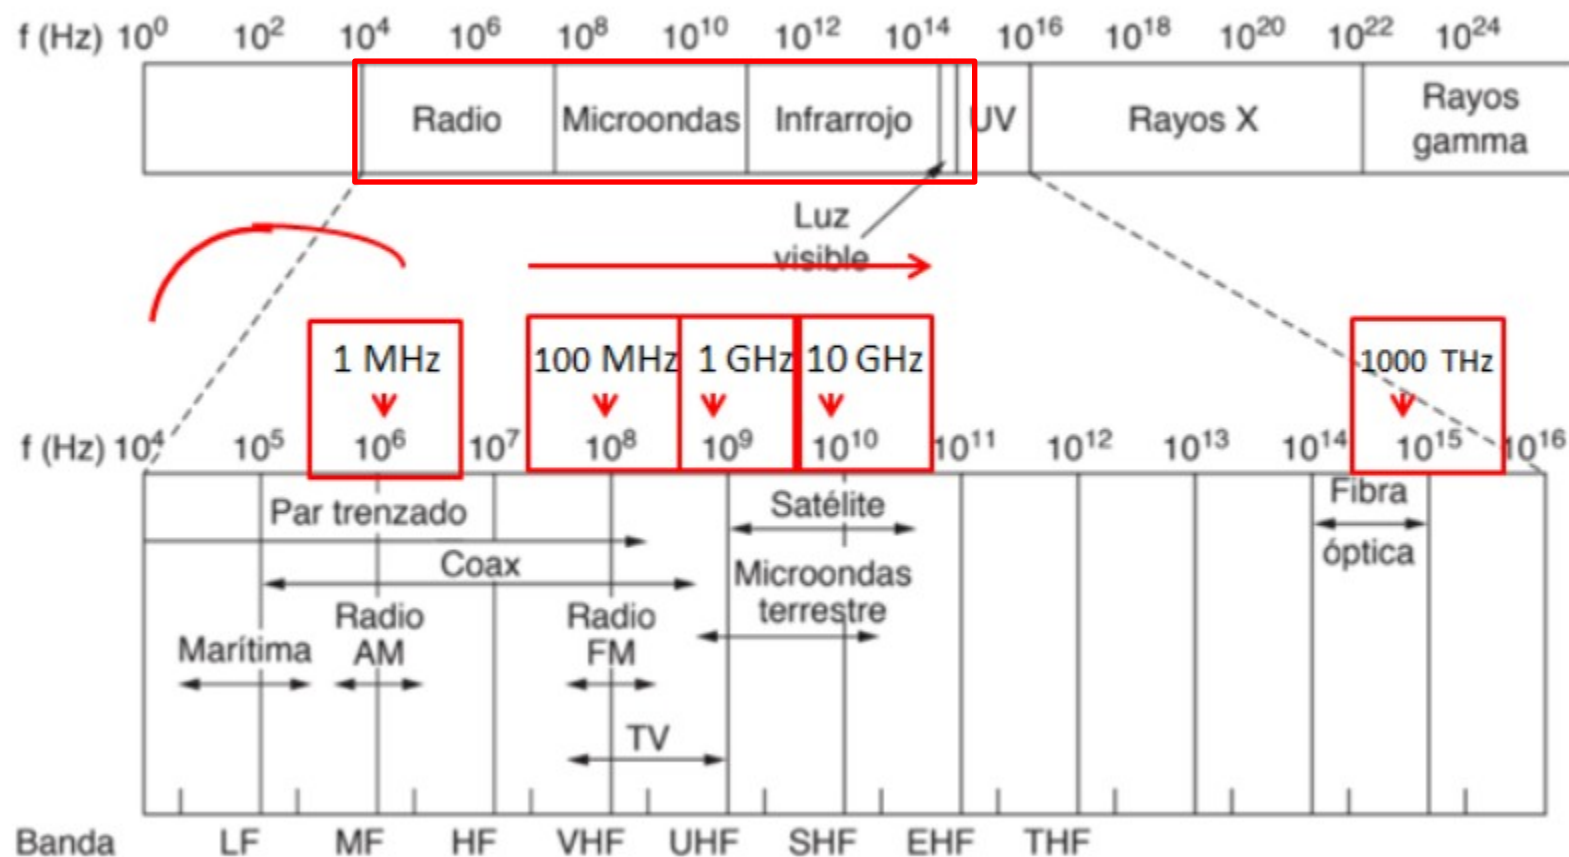 f (Hz) 10⁰ 10² 10⁴ 10⁶ 10⁸ 10¹⁰ 10¹² 10¹⁴ 10¹⁶ 10¹⁸ 10²⁰ 10²² 10²⁴
Radio Microondas Infrarrojo UV Rayos X Rayos
gamma
Luz
visible
1 MHz 100 MHz 1 GHz 10 GHz 1000 THz
f (Hz) 10⁴ 10⁵ 10⁶ 10⁷ 10⁸ 10⁹ 10¹⁰ 10¹¹ 10¹² 10¹³ 10¹⁴ 10¹⁵ 10¹⁶
Par trenzado Satélite Fibra
óptica
Coax Microondas
terrestre
Marítima Radio
AM Radio
FM
TV
Banda LF MF HF VHF UHF SHF EHF THF